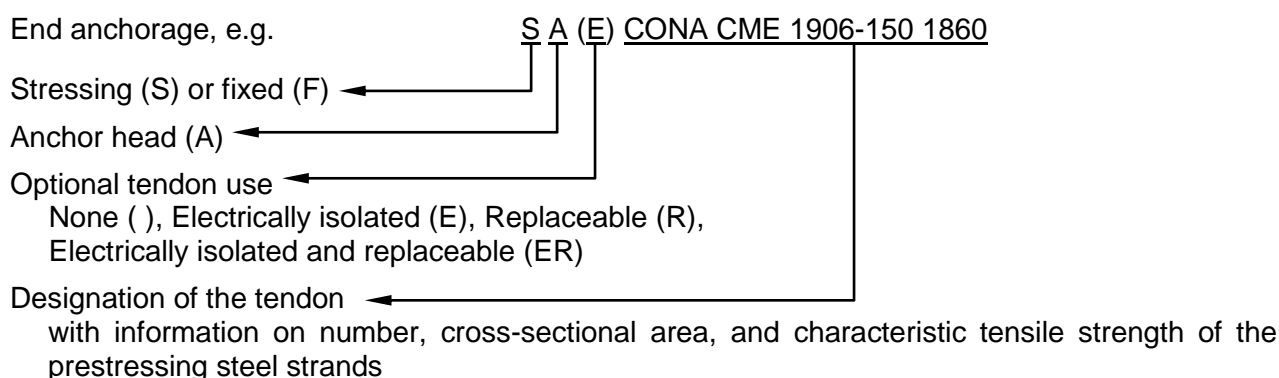 End anchorage, e.g. S A (E) CONA CME 1906-150 1860
Stressing (S) or fixed (F)
Anchor head (A)
Optional tendon use
None ( ), Electrically isolated (E), Replaceable (R),
Electrically isolated and replaceable (ER)
Designation of the tendon
with information on number, cross-sectional area, and characteristic tensile strength of the
prestressing steel strands